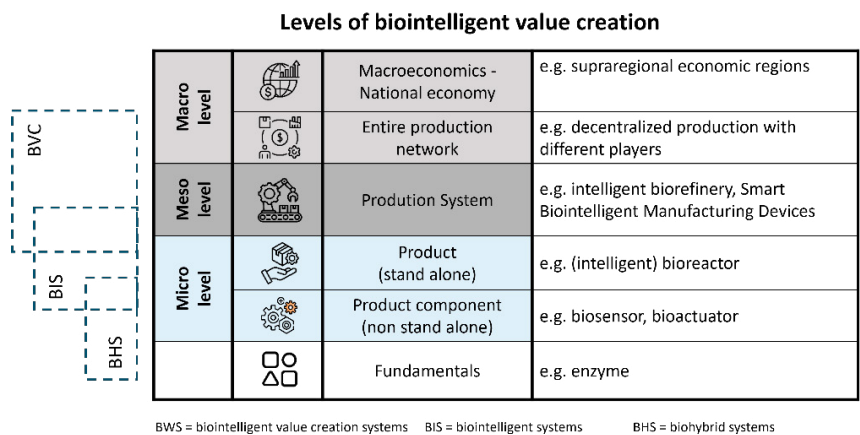 Levels of biointelligent value creation
BVC
BIS
BHS
Macro
level
Macroeconomics -
National economy
e.g. supraregional economic regions
Entire production
network
e.g. decentralized production with
different players
Meso
level
Prodution System
e.g. intelligent biorefinery, Smart
Biointelligent Manufacturing Devices
Micro
level
Product
(stand alone)
e.g. (intelligent) bioreactor
Product component
(non stand alone)
e.g. biosensor, bioactuator
Fundamentals
e.g. enzyme
BWS = biointelligent value creation systems BIS = biointelligent systems BHS = biohybrid systems